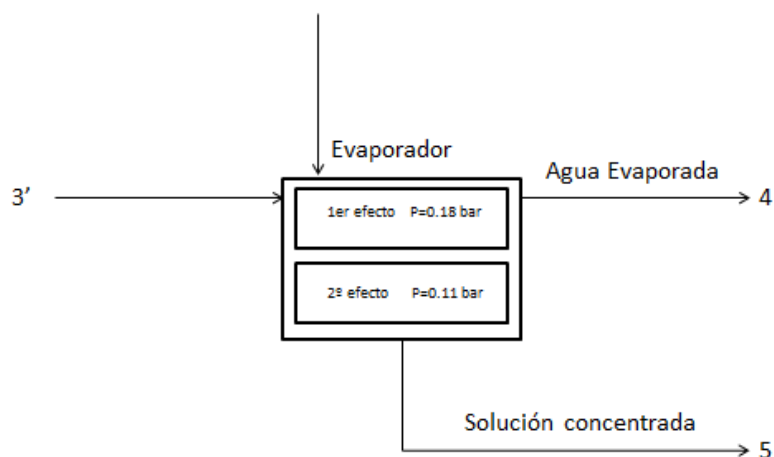 Evaporador
Agua Evaporada
3’
4
1er efecto P=0.18 bar
2º efecto P=0.11 bar
Solución concentrada
5